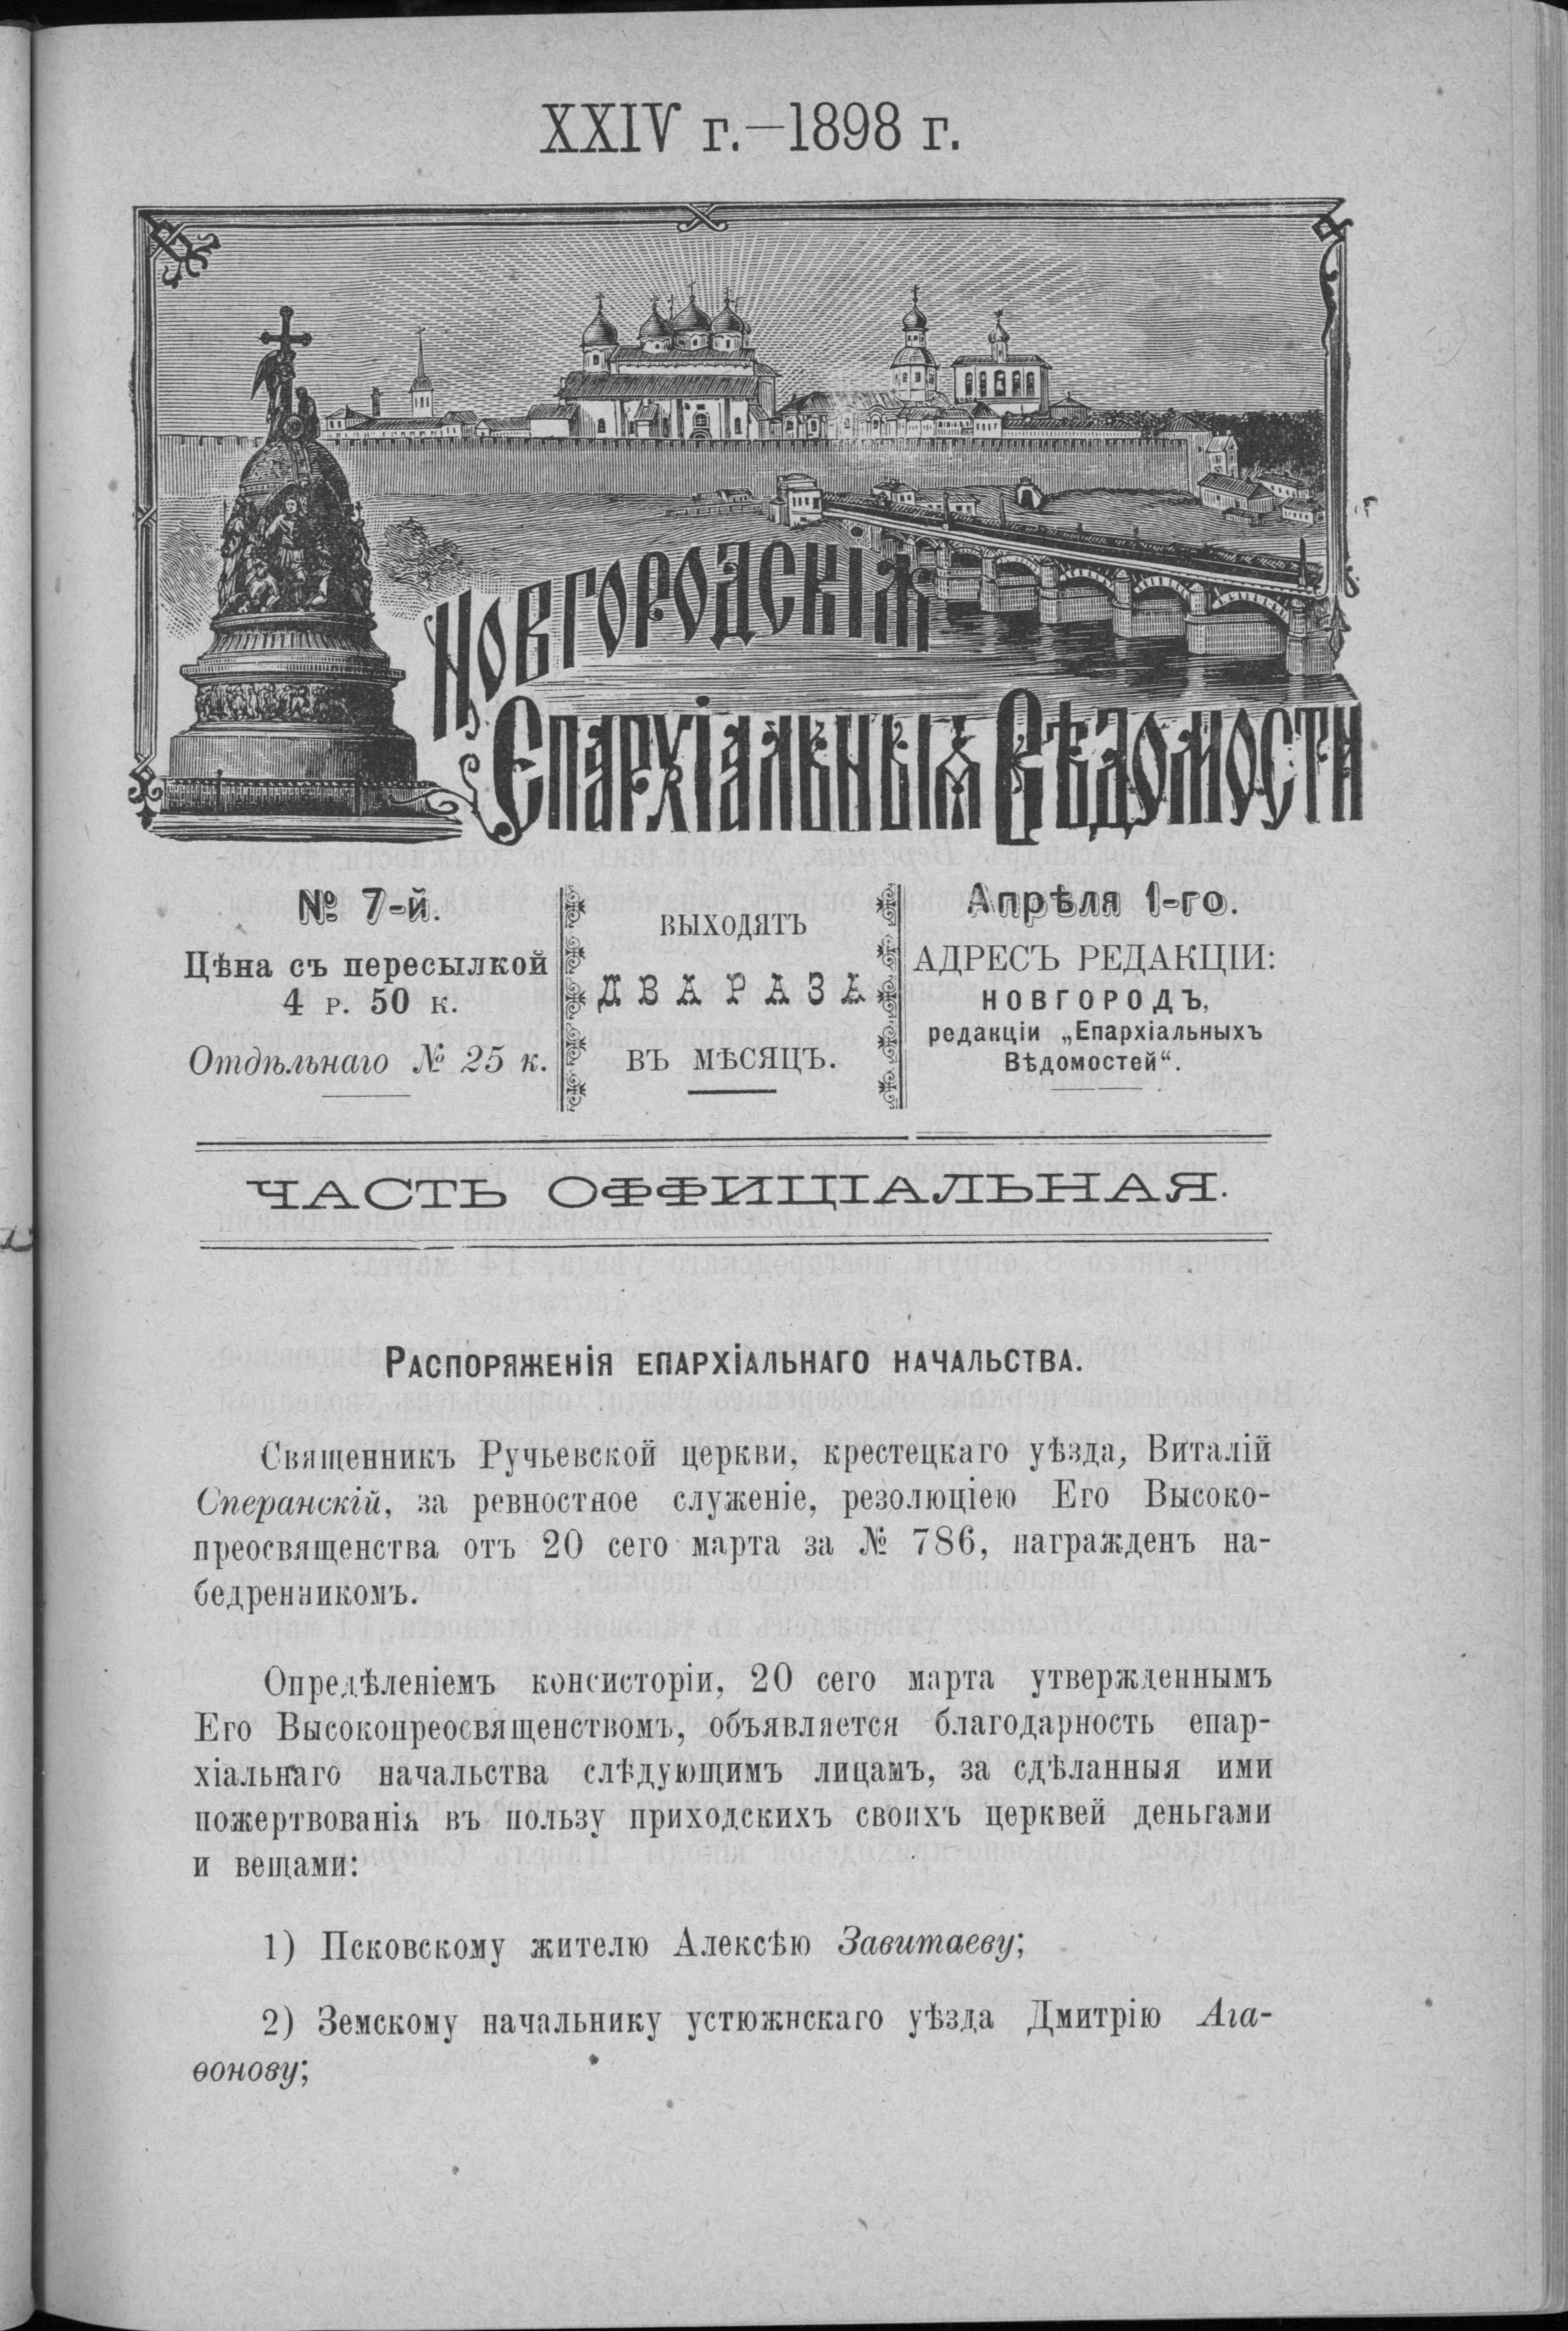 XXIV г.—1898 г.
Новгородскія
Епархіальныя Вѣдомости
№ 7-й.
Цѣна съ пересылкой
4 р. 50 к.
Отдѣльнаго № 25 к.
ВЫХОДЯТЪ
ДВА РАЗА
ВЪ МѢСЯЦЪ.
Апрѣля 1-го.
АДРЕСЪ РЕДАКЦІИ:
НОВГОРОДЪ,
редакціи „Епархіальныхъ
Вѣдомостей“.
ЧАСТЬ ОФФИЦІАЛЬНАЯ.
Распоряженія епархіальнаго начальства.
Священникъ Ручьевской церкви, крестецкаго уѣзда, Виталій
Сперанскій, за ревностное служеніе, резолюціею Его Высоко-
преосвященства отъ 20 сего марта за № 786, награжденъ на-
бедренникомъ.
Опредѣленіемъ консисторіи, 20 сего марта утвержденнымъ
Его Высокопреосвященствомъ, объявляется благодарность епар-
хіальнаго начальства слѣдующимъ лицамъ, за сдѣланныя ими
пожертвованія въ пользу приходскихъ своихъ церквей деньгами
и вещами:
1) Псковскому жителю Алексѣю Завитаеву;
2) Земскому начальнику устюжнскаго уѣзда Дмитрію Ага-
ѳонову;